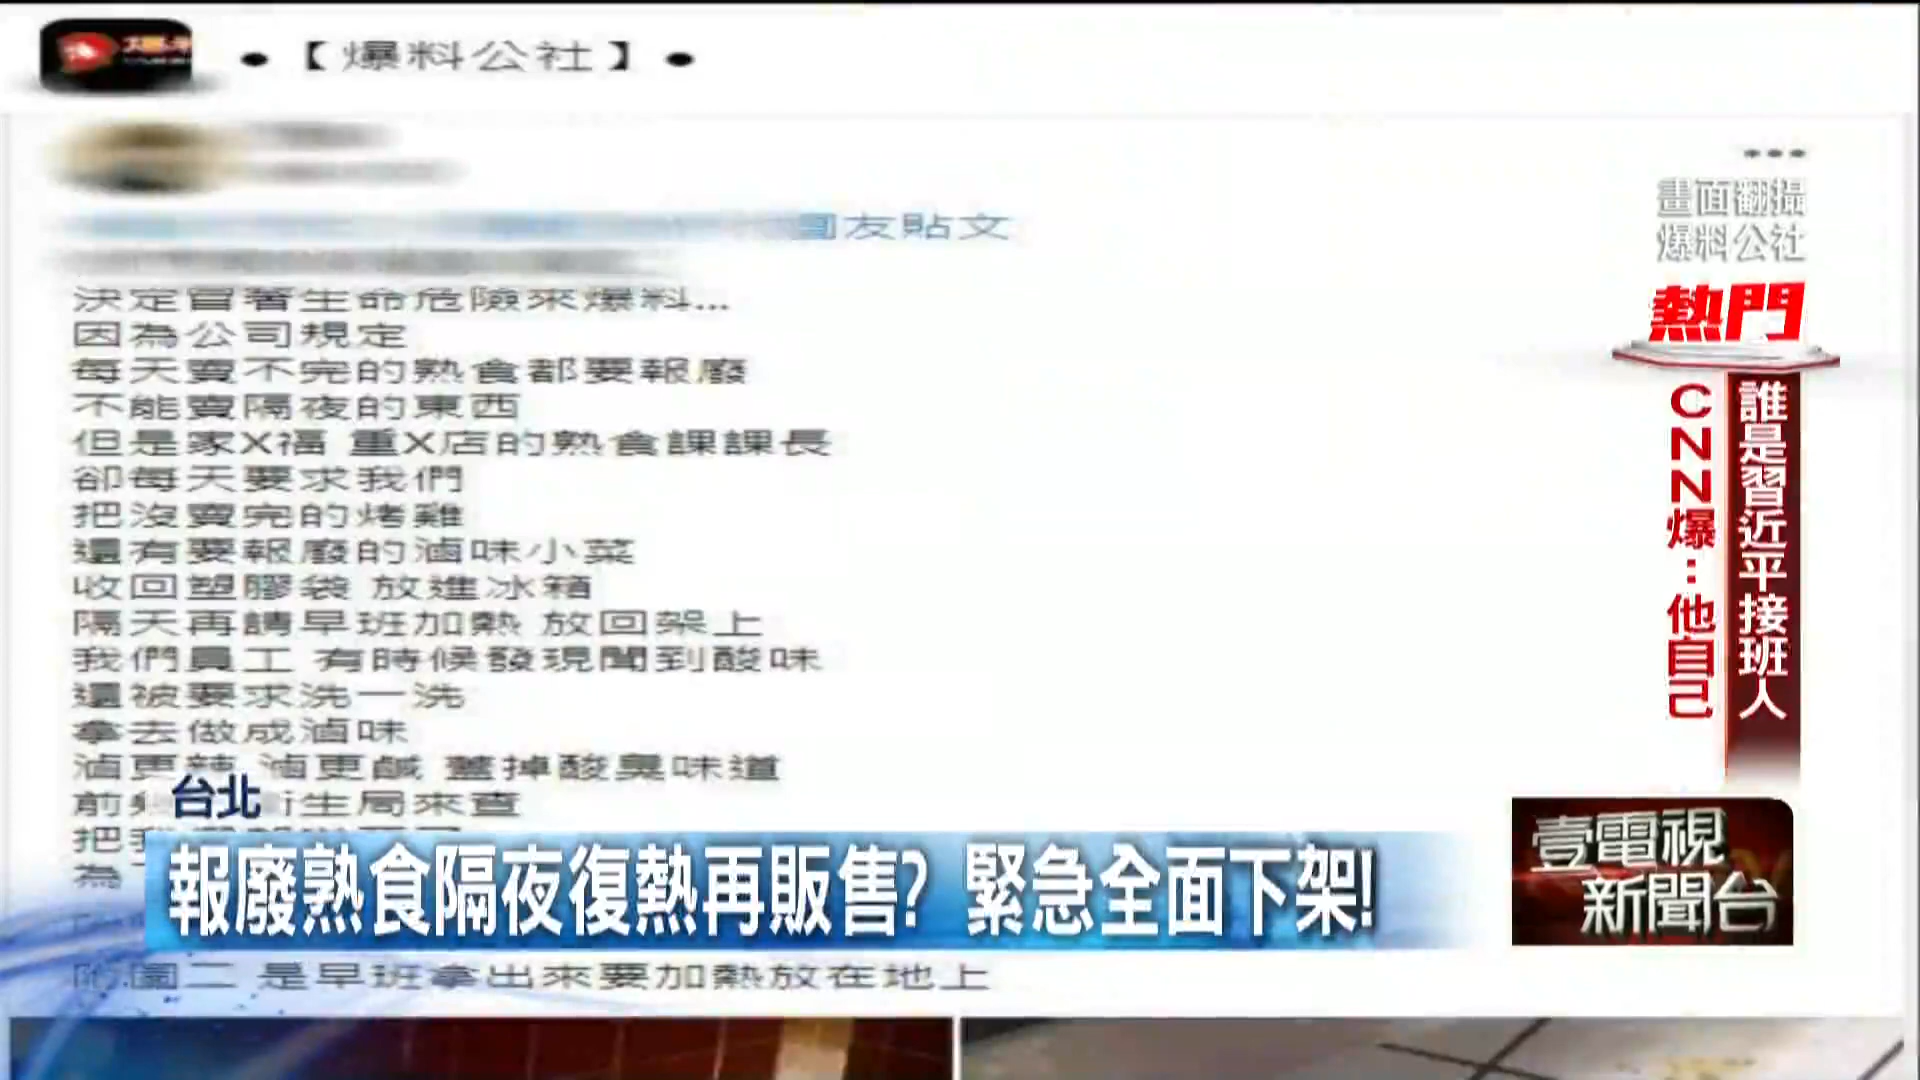 •【爆料公社】•
團友貼文
決定冒著生命危險來爆料...
因為公司規定
每天賣不完的熟食都要報廢
不能賣隔夜的東西
但是家X福 重X店的熟食課課長
卻每天要求我們
把沒賣完的烤雞
還有要報廢的滷味小菜
收回塑膠袋 放進冰箱
隔天再請早班加熱 放回架上
我們員工 有時候發現聞到酸味
還被要求洗一洗
拿去做成滷味
滷更辣 滷更鹹 蓋掉酸臭味道
前 生局來查
把
為
附圖二 是早班拿出來要加熱放在地上
台北
報廢熟食隔夜復熱再販售? 緊急全面下架!
畫面翻攝
爆料公社
熱門
誰是習近平接班人
CNN爆：他自己
壹電視
新聞台